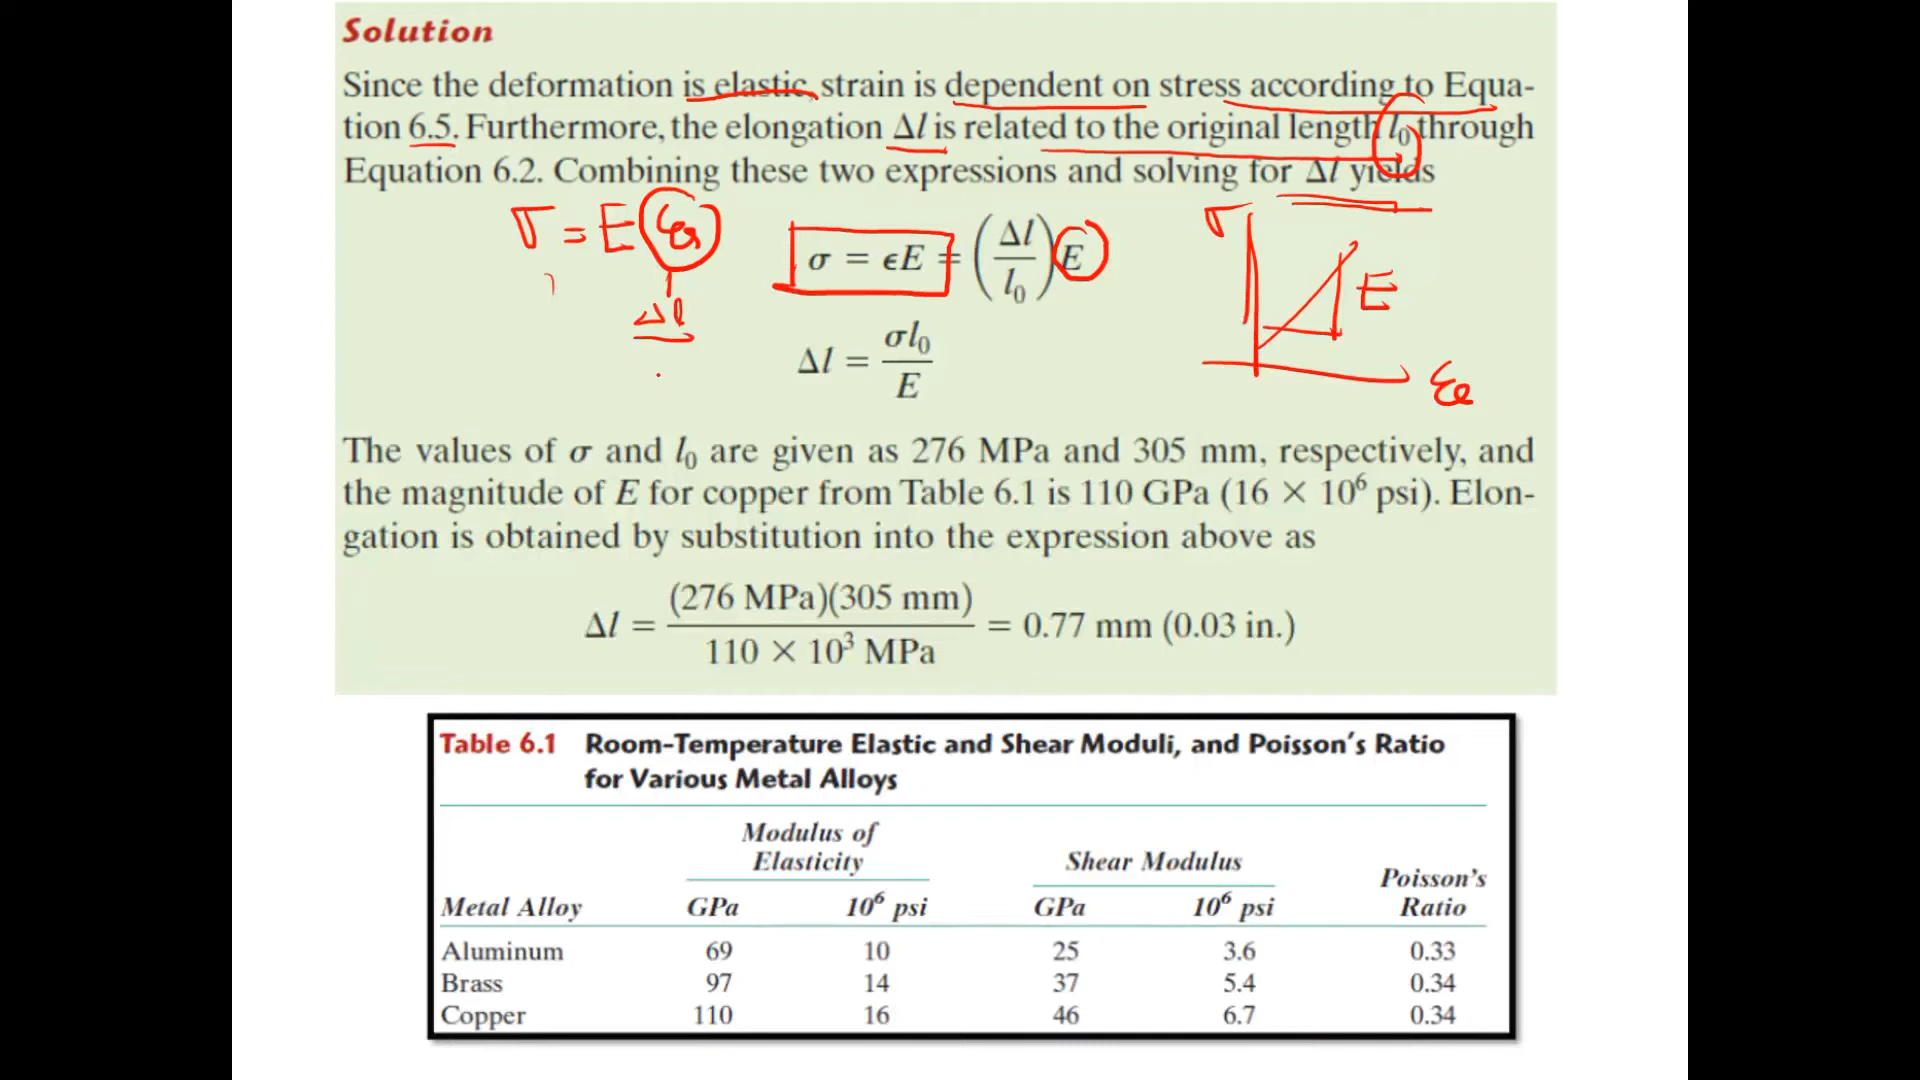 Solution
Since the deformation is elastic, strain is dependent on stress according to Equa-
tion 6.5. Furthermore, the elongation Δl is related to the original length l₀ through
Equation 6.2. Combining these two expressions and solving for Δl yields
σ = E
Δl
σ = ϵE = (Δl/l₀) E
σ
E
εe
Δl = σl₀/E
The values of σ and l₀ are given as 276 MPa and 305 mm, respectively, and
the magnitude of E for copper from Table 6.1 is 110 GPa (16 × 10⁶ psi). Elon-
gation is obtained by substitution into the expression above as
Δl = (276 MPa)(305 mm)/110 × 10³ MPa = 0.77 mm (0.03 in.)
Table 6.1 Room-Temperature Elastic and Shear Moduli, and Poisson's Ratio
for Various Metal Alloys
Modulus of
Elasticity
Shear Modulus
Poisson's
Ratio
Metal Alloy GPa 10⁶ psi GPa 10⁶ psi
Aluminum 69 10 25 3.6 0.33
Brass 97 14 37 5.4 0.34
Copper 110 16 46 6.7 0.34